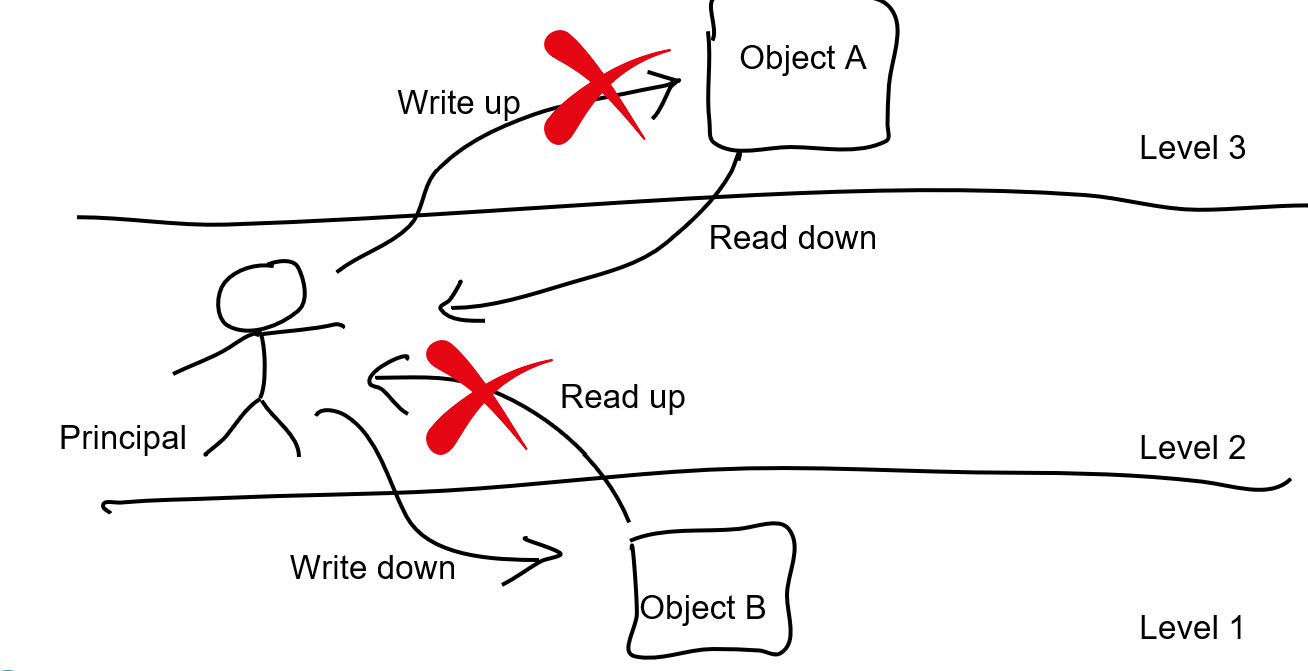 Object A
Write up
Level 3
Read down
Read up
Principal
Level 2
Write down
Object B
Level 1